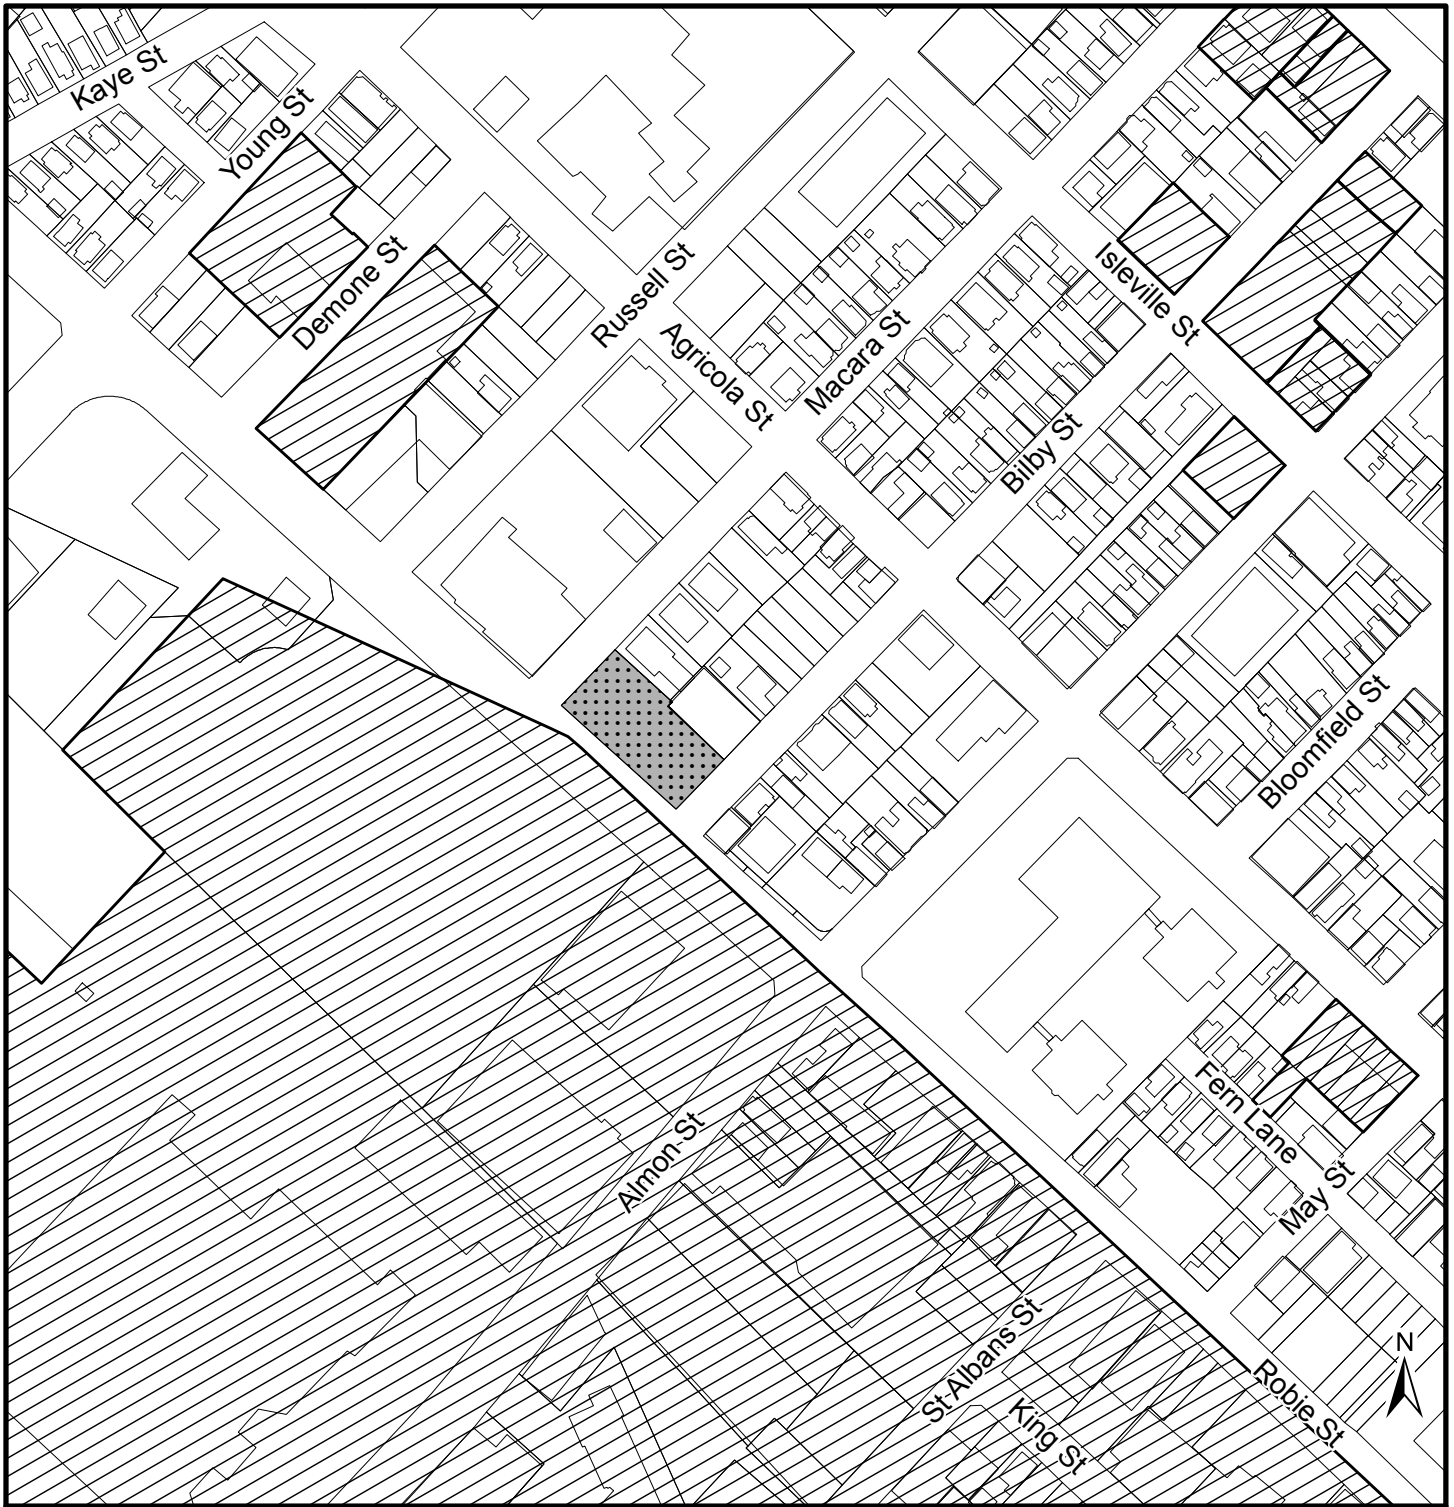 Kaye St
Young St
Demone St
Russell St
Agricola St
Macara St
Isleville St
Bilby St
Bloomfield St
Almon St
Fern Lane
May St
St Albans St
King St
Robie St
N